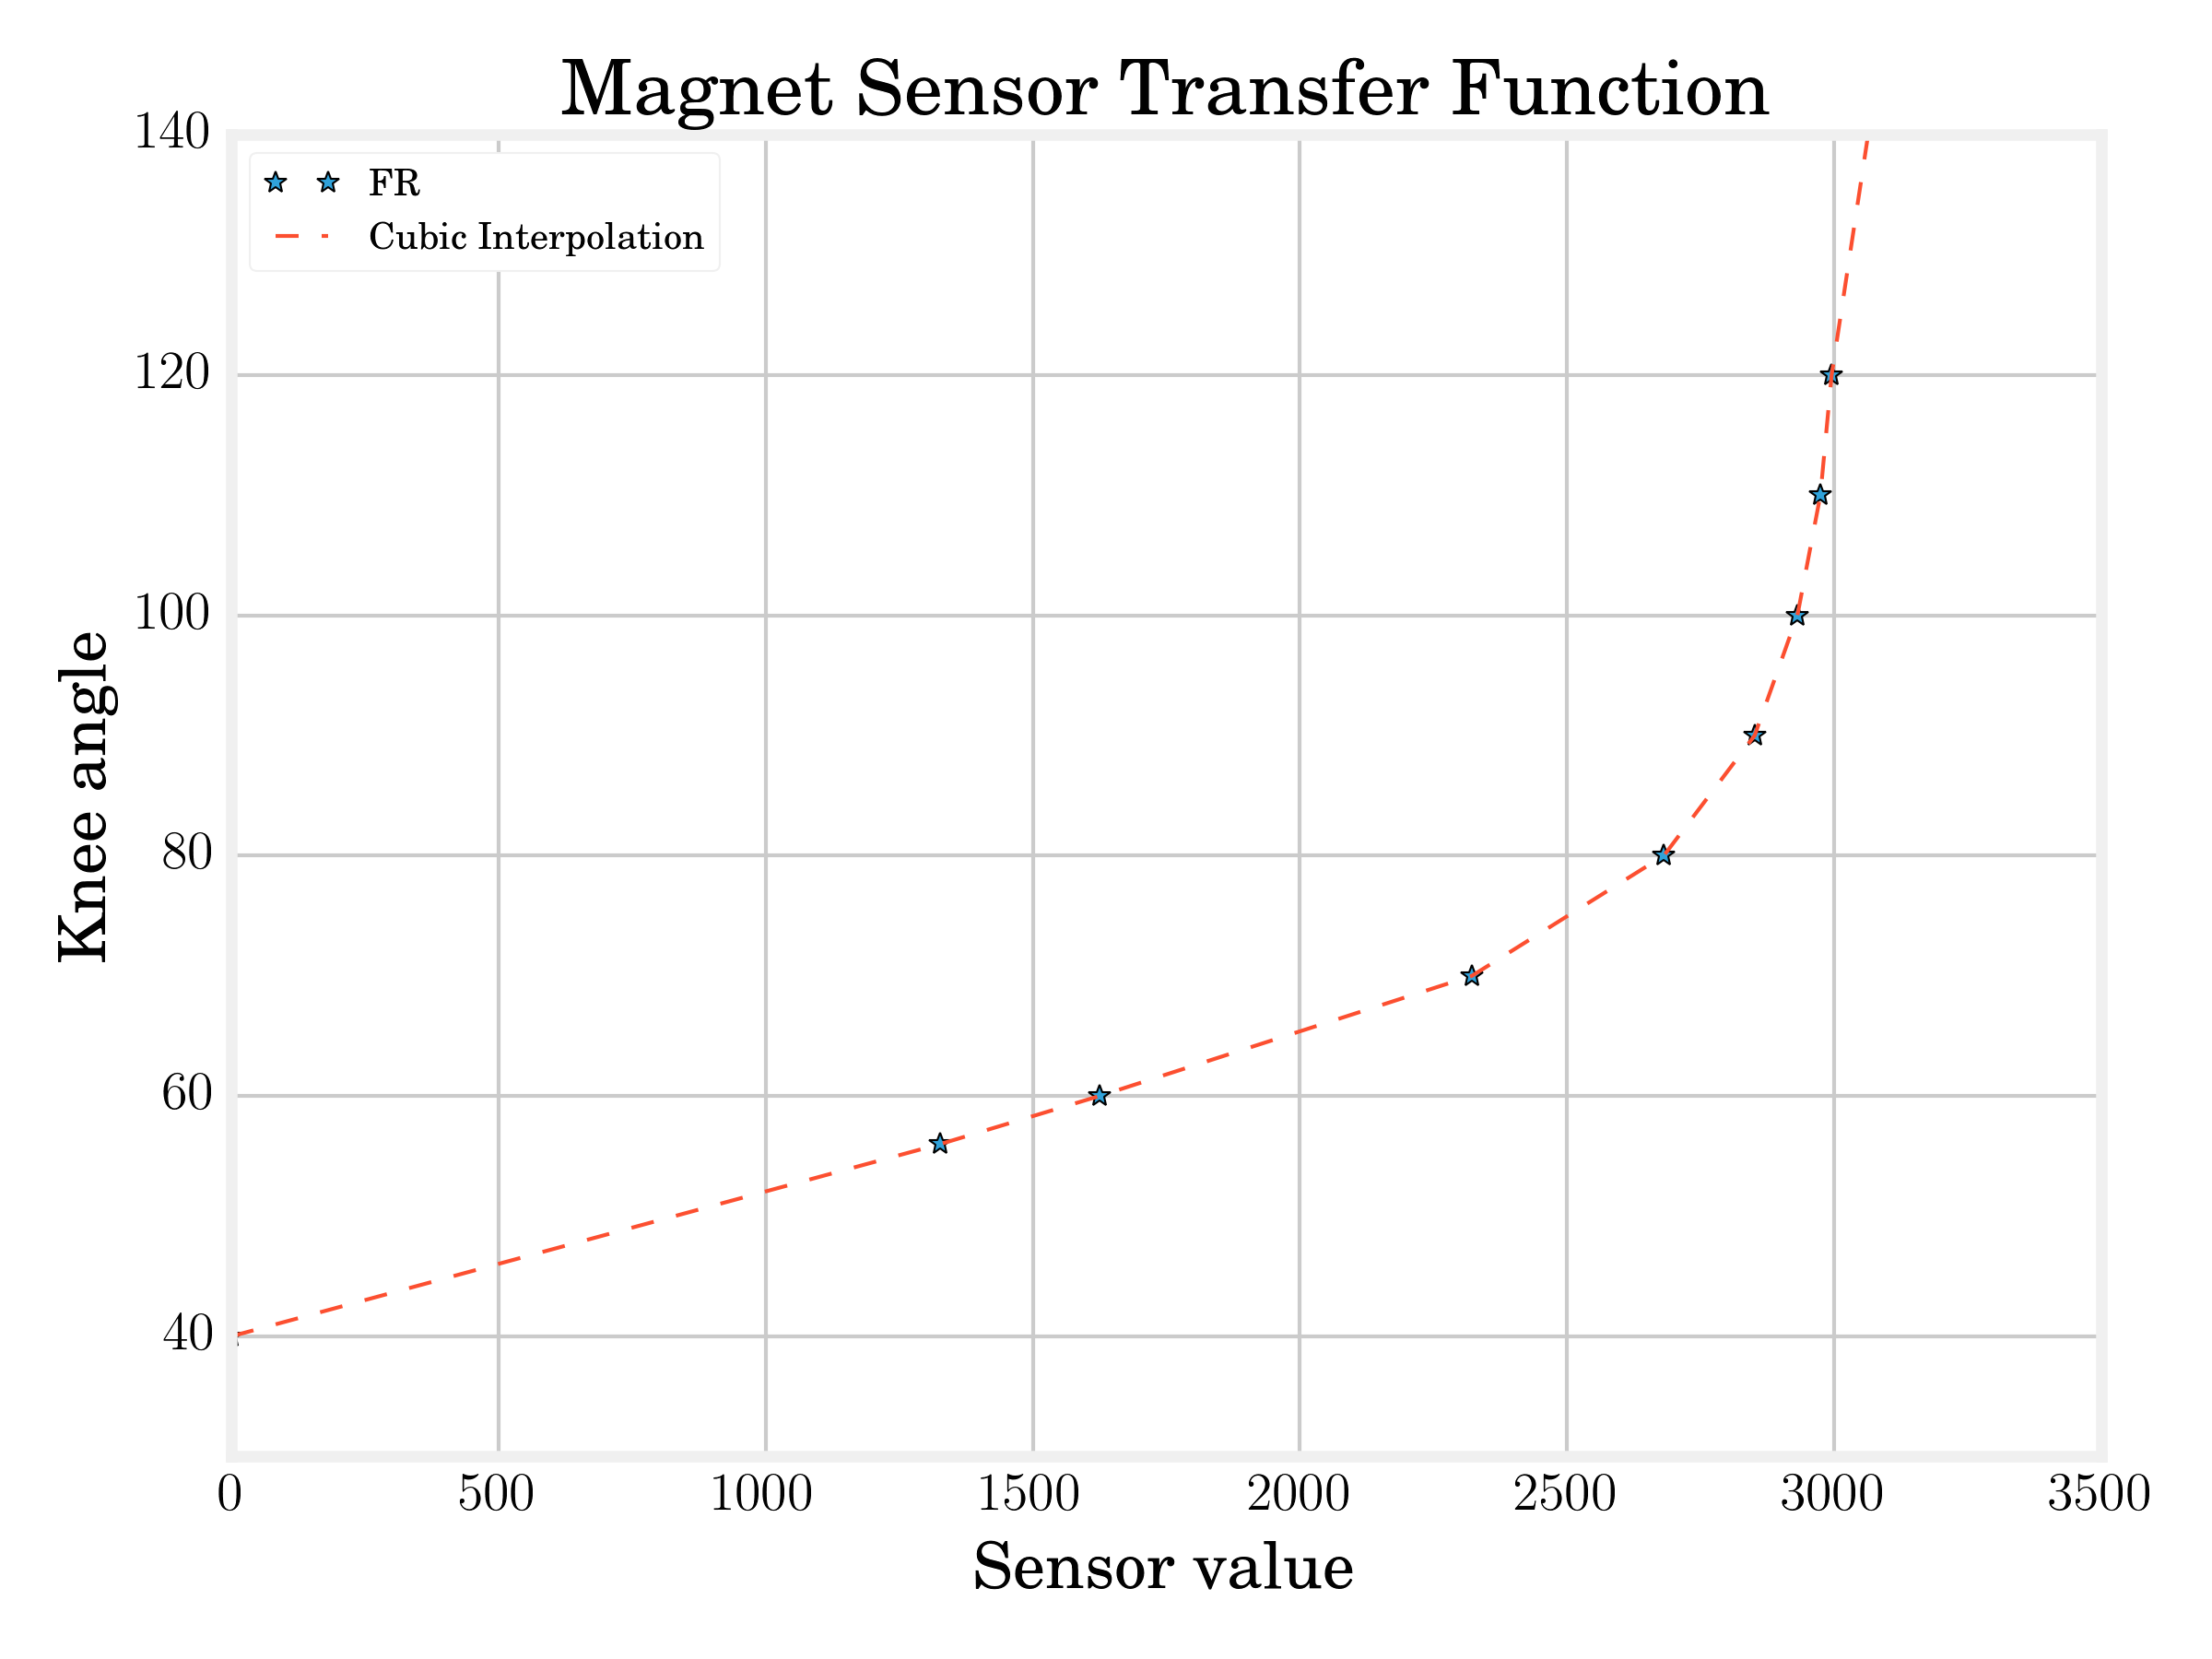 Magnet Sensor Transfer Function
FR
Cubic Interpolation
Knee angle
140
120
100
80
60
40
0 500 1000 1500 2000 2500 3000 3500
Sensor value